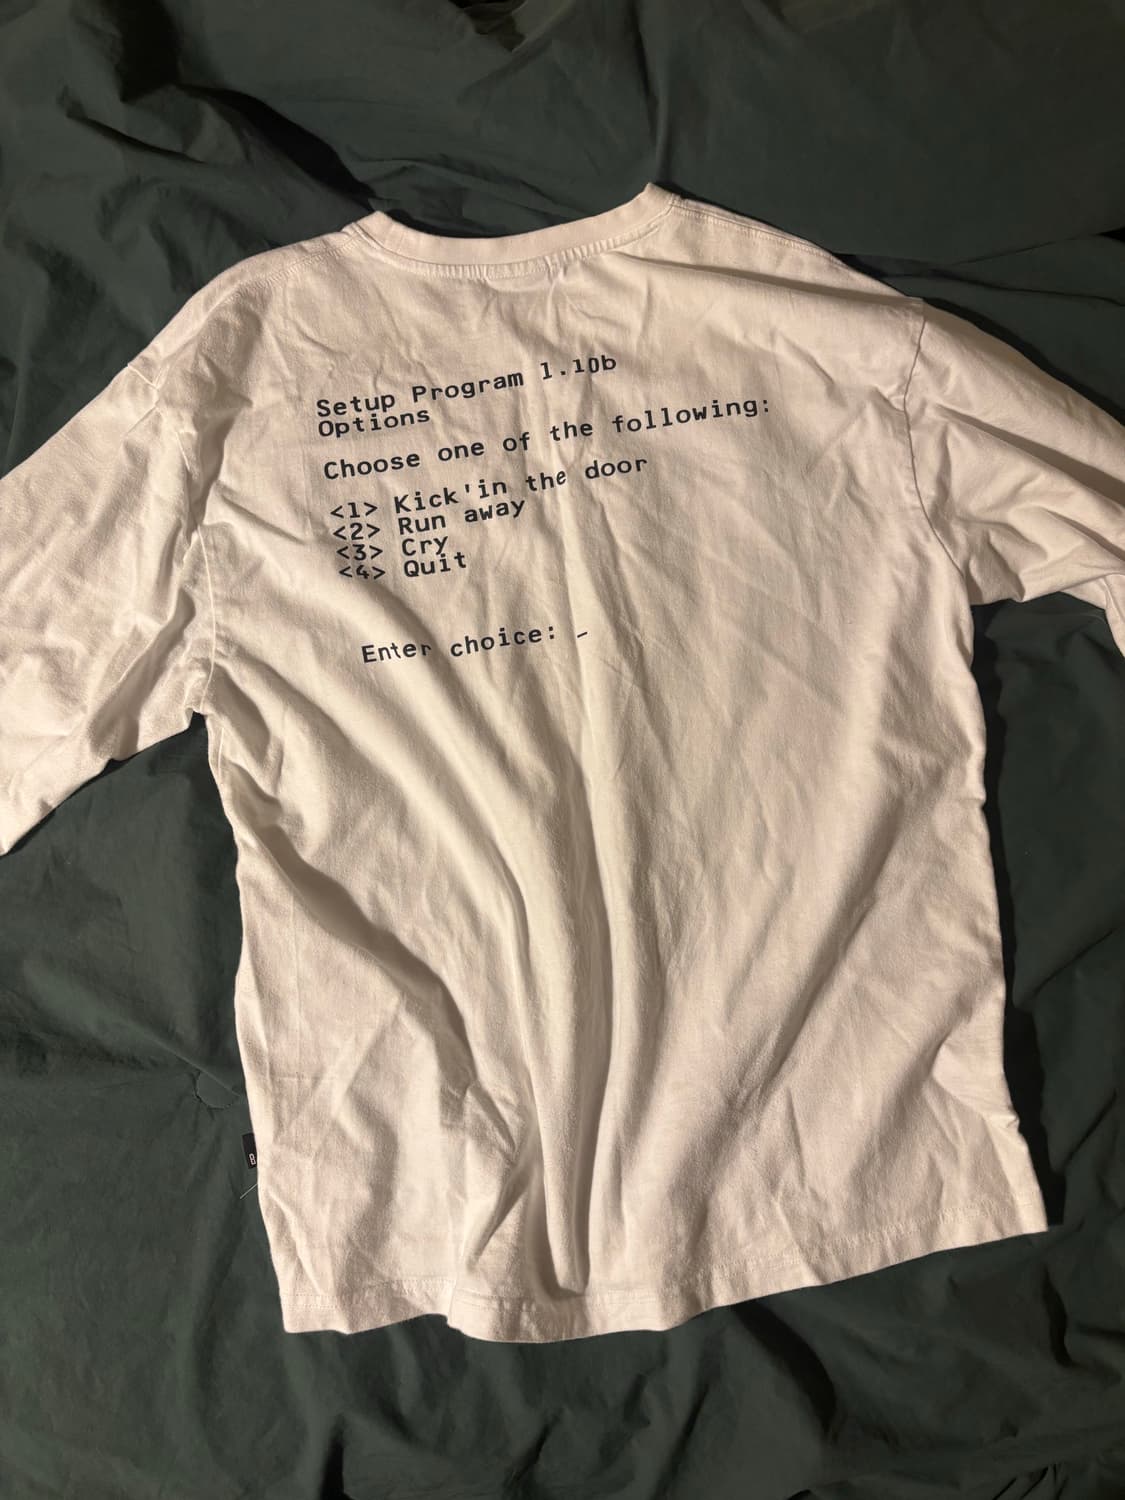 Setup Program 1.10b
Options
Choose one of the following:
<1> Kick'in the door
<2> Run away
<3> Cry
<4> Quit
Enter choice: _